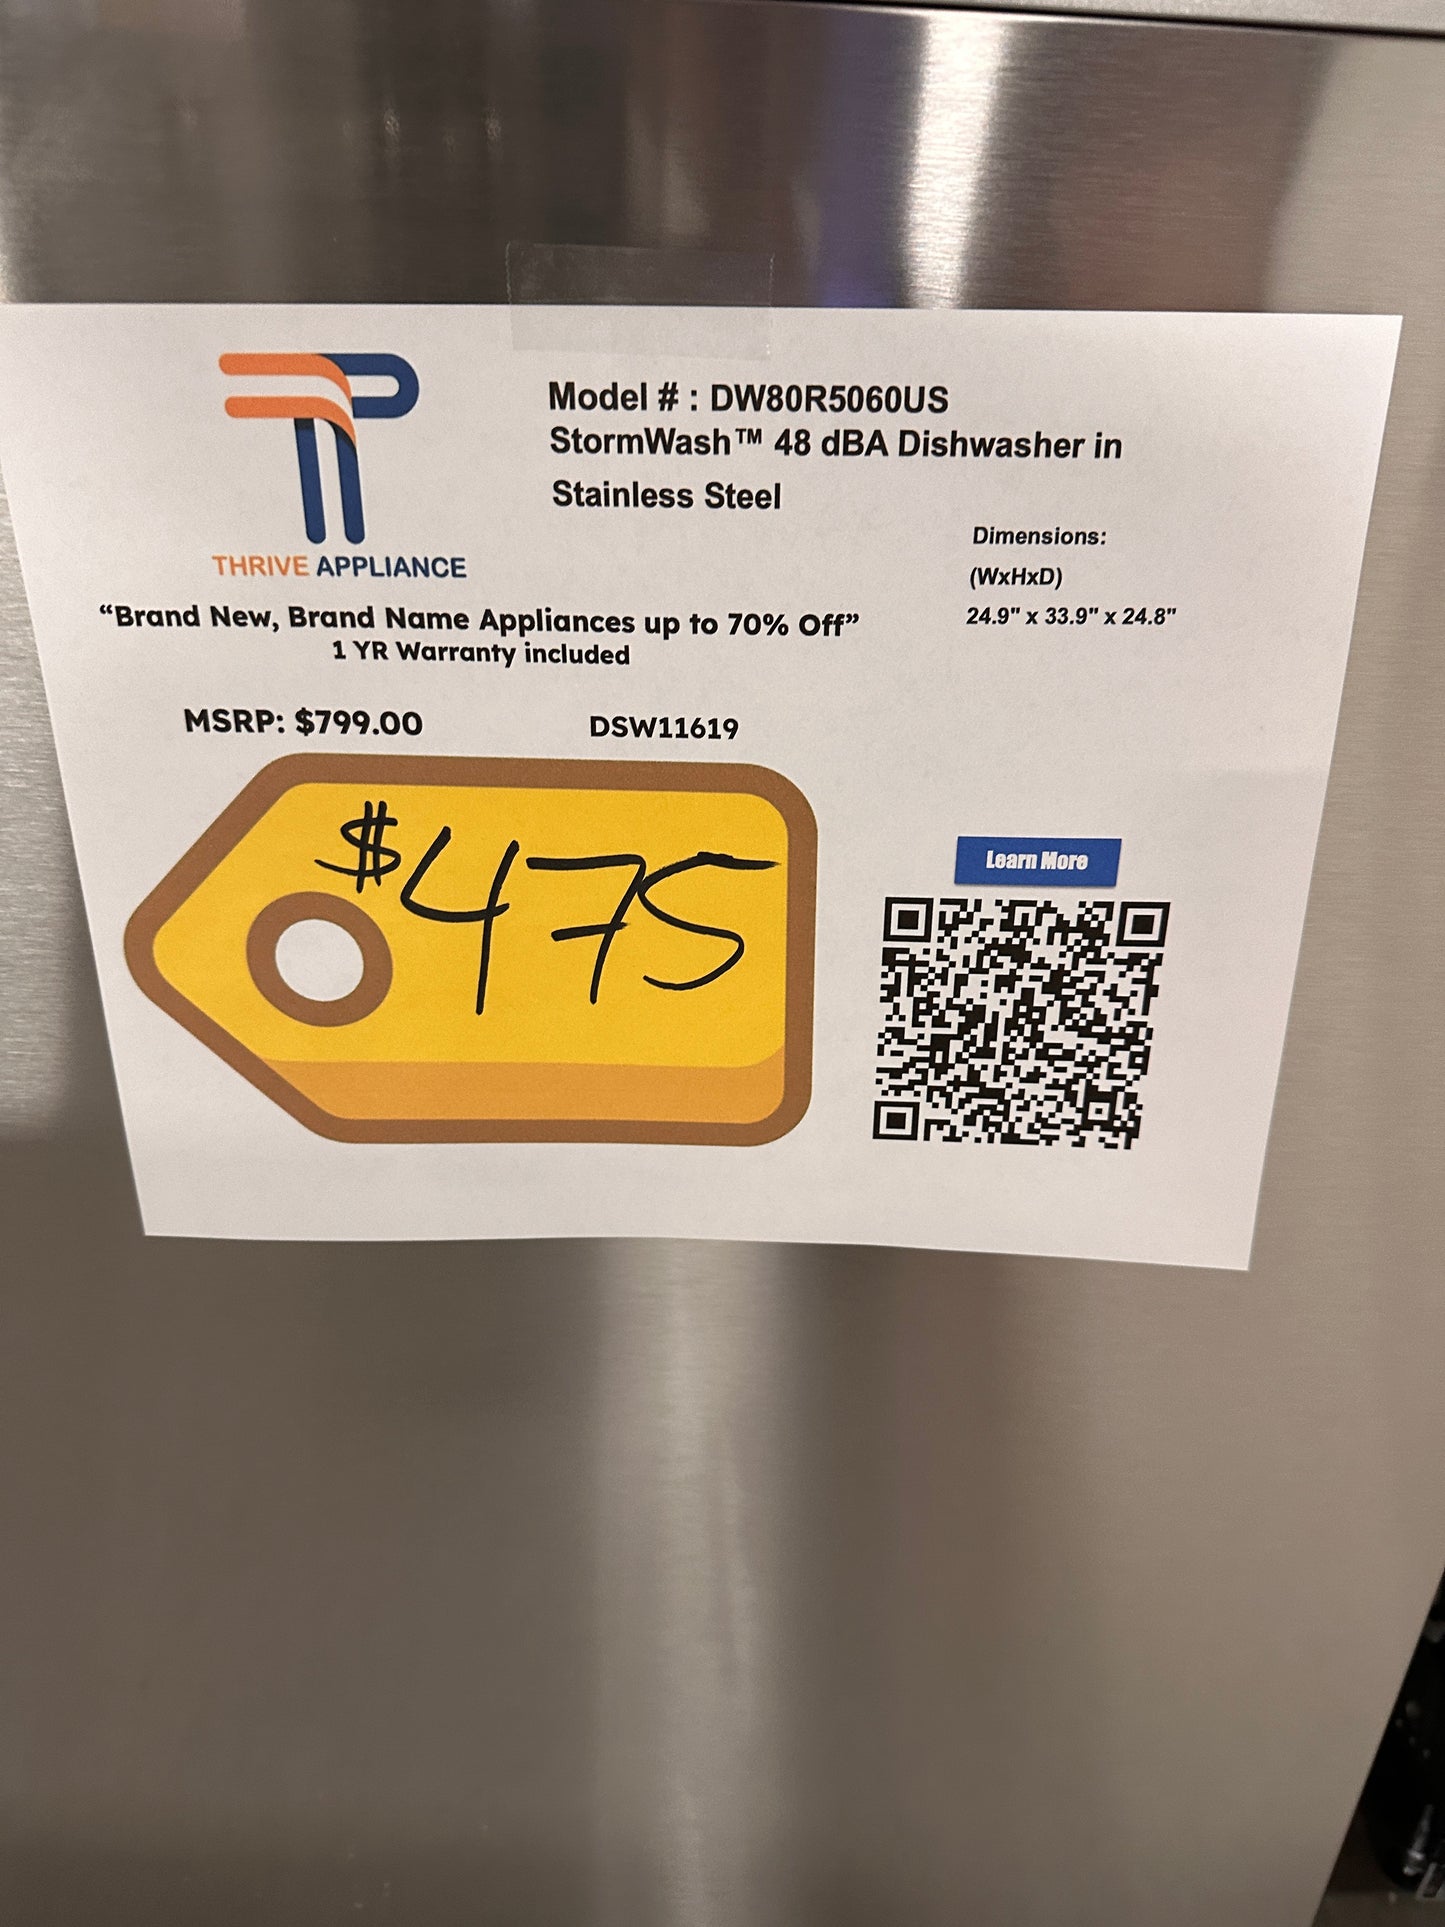 Model # : DW80R5060US
StormWash™ 48 dBA Dishwasher in
Stainless Steel
THRIVE APPLIANCE
Dimensions:
(WxHxD)
24.9" x 33.9" x 24.8"
“Brand New, Brand Name Appliances up to 70% Off”
1 YR Warranty included
MSRP: $799.00
DSW11619
$475
Learn More